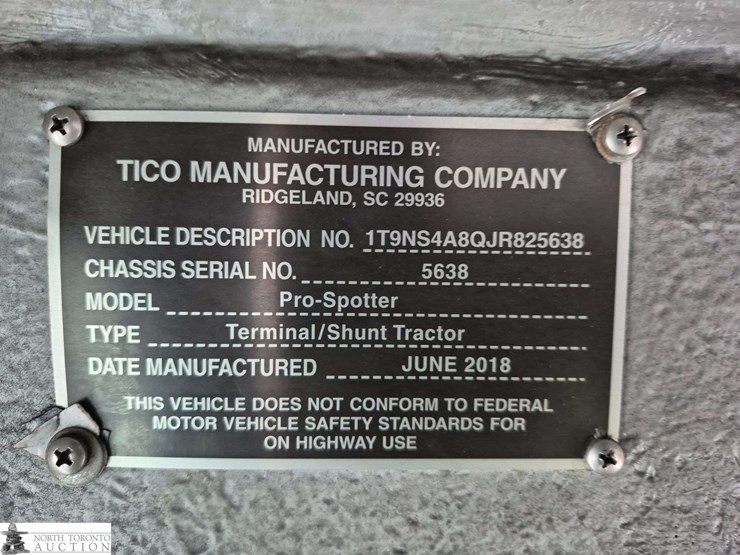 MANUFACTURED BY:
TICO MANUFACTURING COMPANY
RIDGELAND, SC 29936
VEHICLE DESCRIPTION NO. 1T9NS4A8QJR825638
CHASSIS SERIAL NO. 5638
MODEL Pro-Spotter
TYPE Terminal/Shunt Tractor
DATE MANUFACTURED JUNE 2018
THIS VEHICLE DOES NOT CONFORM TO FEDERAL
MOTOR VEHICLE SAFETY STANDARDS FOR
ON HIGHWAY USE
NORTH TORONTO
AUCTION